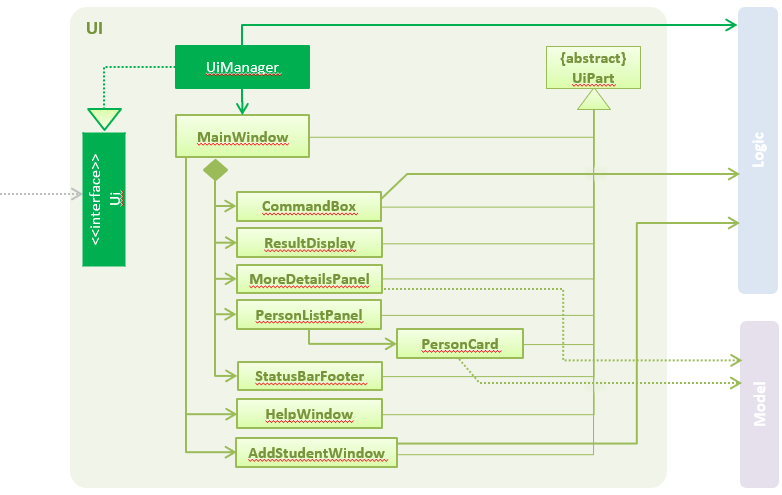 UI
UiManager
{abstract}
UiPart
MainWindow
<<interface>>
Ui
CommandBox
ResultDisplay
MoreDetailsPanel
PersonListPanel
PersonCard
StatusBarFooter
HelpWindow
AddStudentWindow
Logic
Model